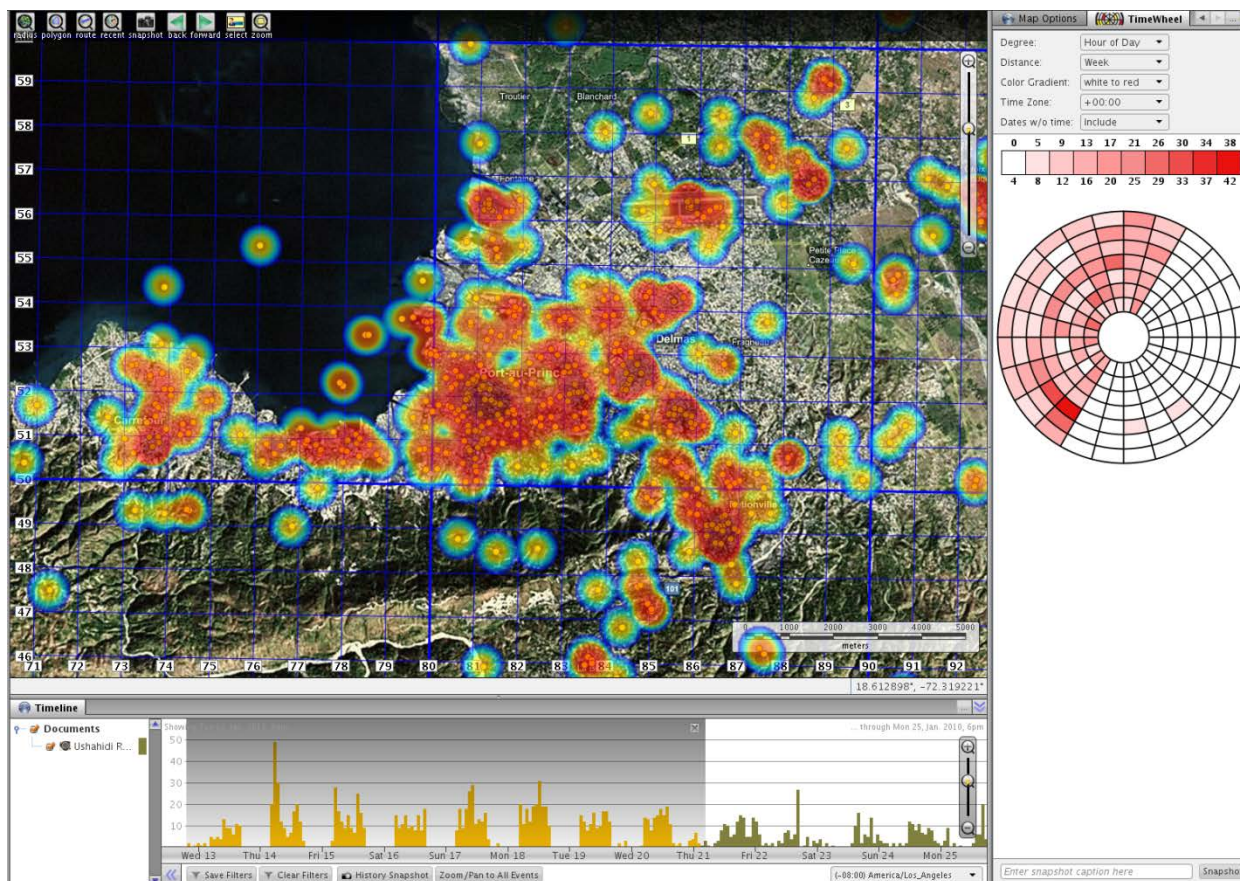 radius polygon route recent snapshot back forward select zoom
Map Options TimeWheel
Degree: Hour of Day
Distance: Week
Color Gradient: white to red
Time Zone: +00:00
Dates w/o time: Include
0 5 9 13 17 21 26 30 34 38
4 8 12 16 20 25 29 33 37 42
59
58
57
56
55
54
53
52
51
50
49
48
47
46
Troutier Blanchard
3
1
Petite Place
Cazeau
Delmas
Port-au-Princ
Carrefour
101
0 1000 2000 3000 4000 5000
meters
71 72 73 74 75 76 77 78 79 80 81 82 83 84 85 86 87 88 89 90 91 92
18.612898°, -72.319221°
Timeline
Documents
Ushahidi R...
... through Mon 25, Jan. 2010, 6pm
50
40
30
20
10
Wed 13 Thu 14 Fri 15 Sat 16 Sun 17 Mon 18 Tue 19 Wed 20 Thu 21 Fri 22 Sat 23 Sun 24 Mon 25
Save Filters Clear Filters History Snapshot Zoom/Pan to All Events
(-08:00) America/Los_Angeles
Enter snapshot caption here Snapshot